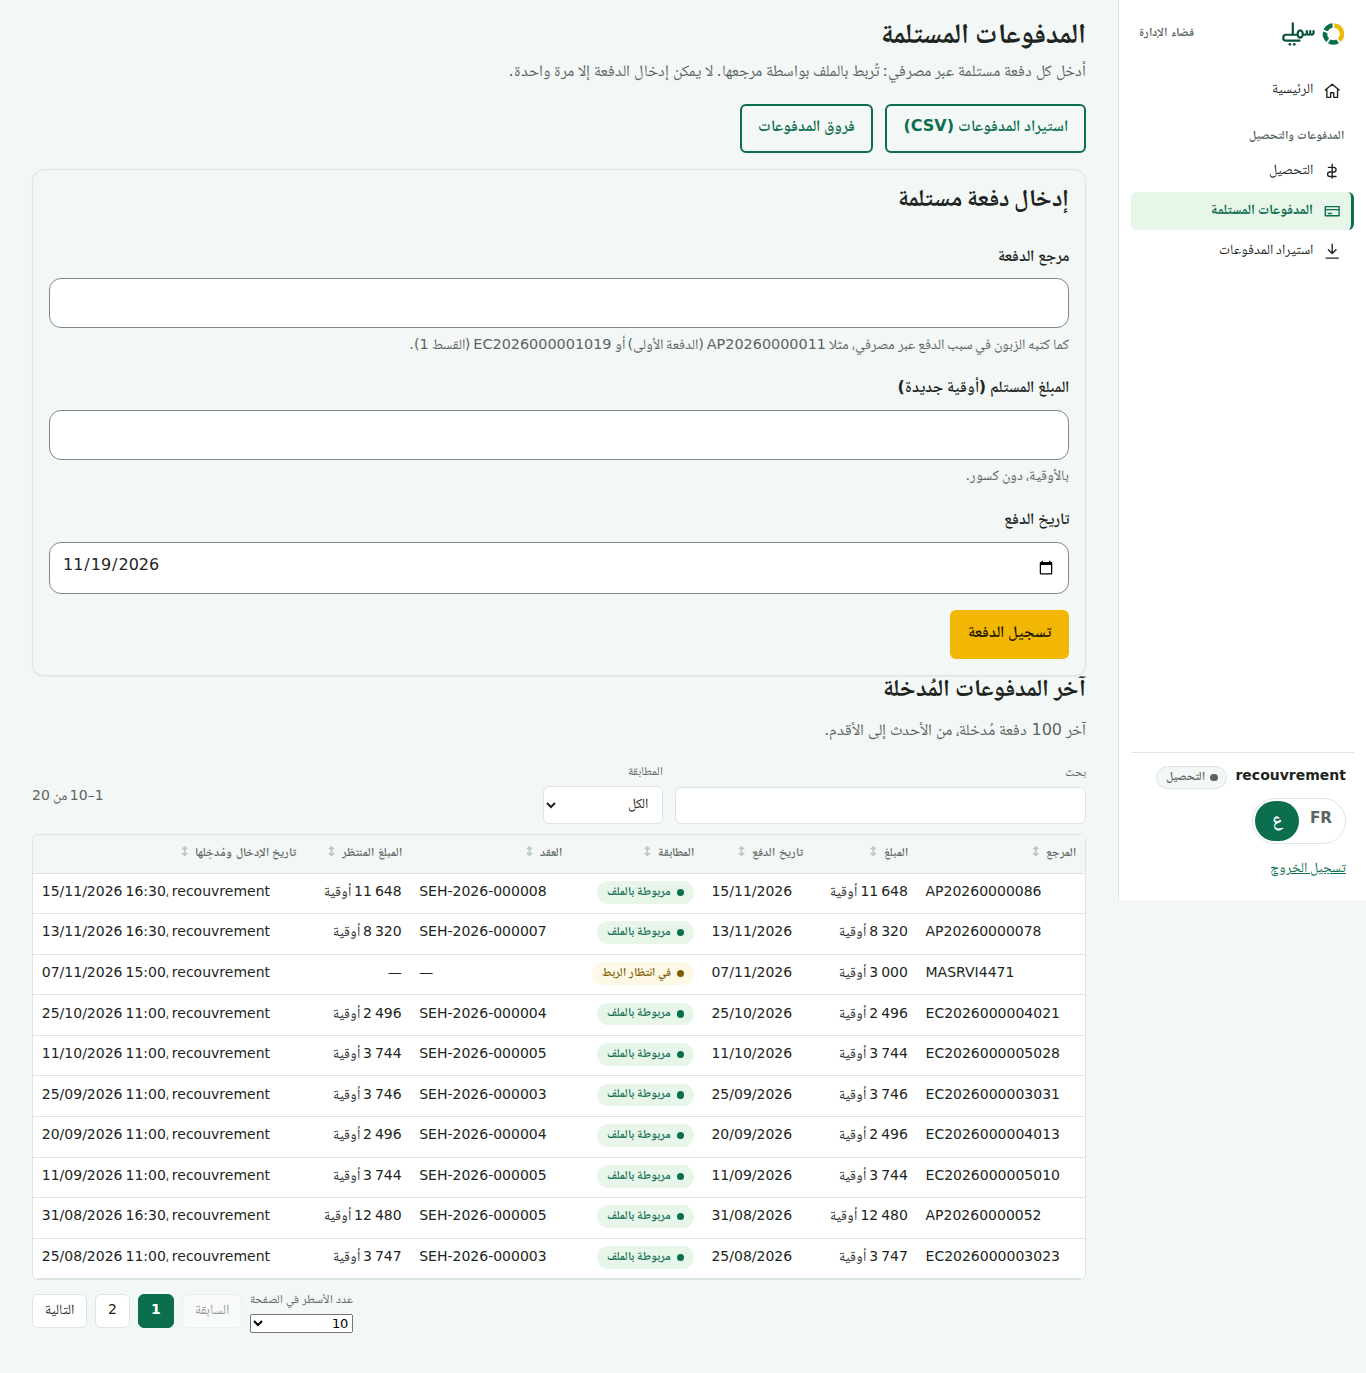 سهلي
فضاء الإدارة
الرئيسية
المدفوعات والتحصيل
التحصيل
المدفوعات المستلمة
استيراد المدفوعات
recouvrement
التحصيل
FR
ع
تسجيل الخروج
المدفوعات المستلمة
أدخل كل دفعة مستلمة عبر مصرفي: تُربط بالملف بواسطة مرجعها. لا يمكن إدخال الدفعة إلا مرة واحدة.
استيراد المدفوعات (CSV)
فروق المدفوعات
إدخال دفعة مستلمة
مرجع الدفعة
كما كتبه الزبون في سبب الدفع عبر مصرفي، مثلا AP20260000011 (الدفعة الأولى) أو EC2026000001019 (القسط 1).
المبلغ المستلم (أوقية جديدة)
بالأوقية، دون كسور.
تاريخ الدفع
11/19/2026
تسجيل الدفعة
آخر المدفوعات المُدخلة
آخر 100 دفعة مُدخلة، من الأحدث إلى الأقدم.
بحث
المطابقة
الكل
1–10 من 20
المرجع ↕ المبلغ ↕ تاريخ الدفع ↕ المطابقة ↕ العقد ↕ المبلغ المنتظر ↕ تاريخ الإدخال ومُدخِلها ↕
AP20260000086 11 648 أوقية 15/11/2026 مربوطة بالملف SEH-2026-000008 11 648 أوقية 15/11/2026 16:30, recouvrement
AP20260000078 8 320 أوقية 13/11/2026 مربوطة بالملف SEH-2026-000007 8 320 أوقية 13/11/2026 16:30, recouvrement
MASRVI4471 3 000 أوقية 07/11/2026 في انتظار الربط — — 07/11/2026 15:00, recouvrement
EC2026000004021 2 496 أوقية 25/10/2026 مربوطة بالملف SEH-2026-000004 2 496 أوقية 25/10/2026 11:00, recouvrement
EC2026000005028 3 744 أوقية 11/10/2026 مربوطة بالملف SEH-2026-000005 3 744 أوقية 11/10/2026 11:00, recouvrement
EC2026000003031 3 746 أوقية 25/09/2026 مربوطة بالملف SEH-2026-000003 3 746 أوقية 25/09/2026 11:00, recouvrement
EC2026000004013 2 496 أوقية 20/09/2026 مربوطة بالملف SEH-2026-000004 2 496 أوقية 20/09/2026 11:00, recouvrement
EC2026000005010 3 744 أوقية 11/09/2026 مربوطة بالملف SEH-2026-000005 3 744 أوقية 11/09/2026 11:00, recouvrement
AP20260000052 12 480 أوقية 31/08/2026 مربوطة بالملف SEH-2026-000005 12 480 أوقية 31/08/2026 16:30, recouvrement
EC2026000003023 3 747 أوقية 25/08/2026 مربوطة بالملف SEH-2026-000003 3 747 أوقية 25/08/2026 11:00, recouvrement
عدد الأسطر في الصفحة
10
السابقة 1 2 التالية